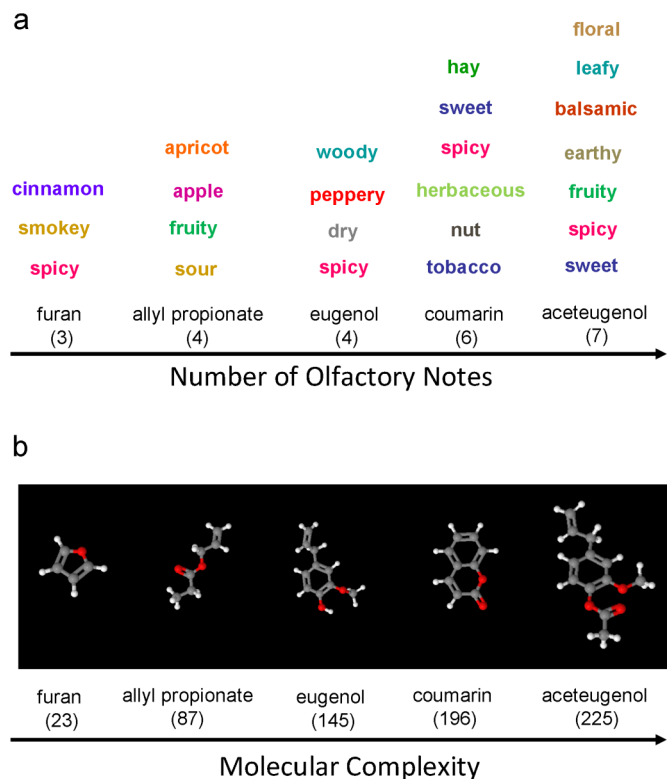 a
floral
hay leafy
sweet balsamic
apricot woody spicy earthy
cinnamon apple peppery herbaceous fruity
smokey fruity dry nut spicy
spicy sour spicy tobacco sweet
furan allyl propionate eugenol coumarin aceteugenol
(3) (4) (4) (6) (7)
Number of Olfactory Notes
b
furan allyl propionate eugenol coumarin aceteugenol
(23) (87) (145) (196) (225)
Molecular Complexity